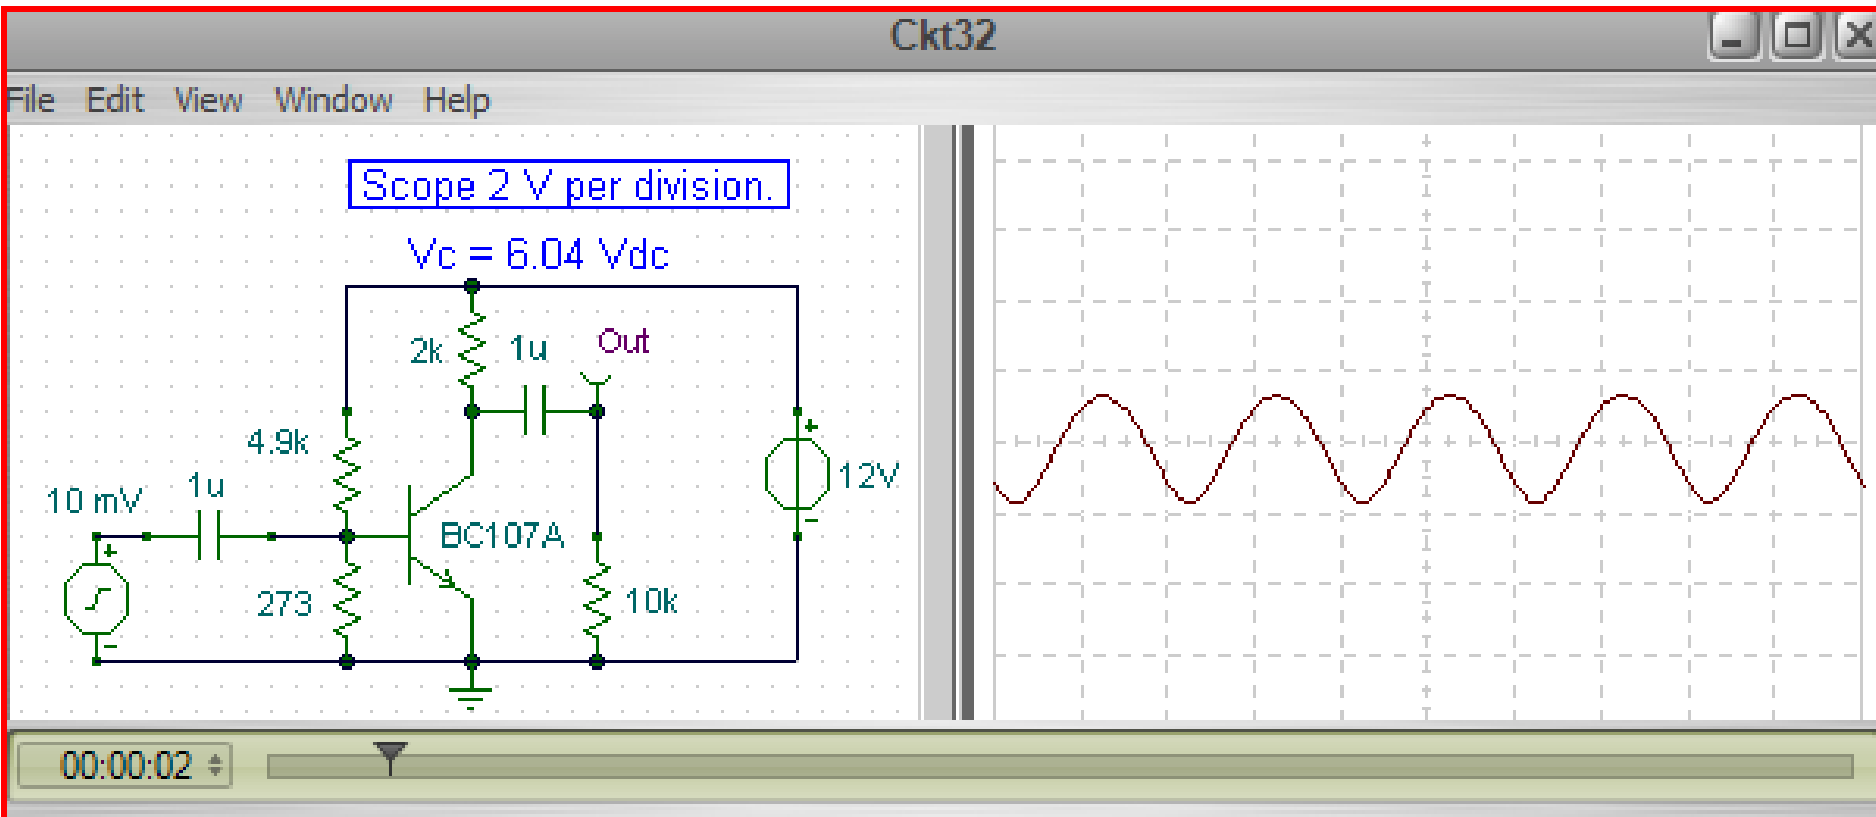 Ckt32
File Edit View Window Help
Scope 2 V per division.
Vc = 6.04 Vdc
2k
1u
Out
4.9k
10 mV
1u
12V
BC107A
273
10k
00:00:02